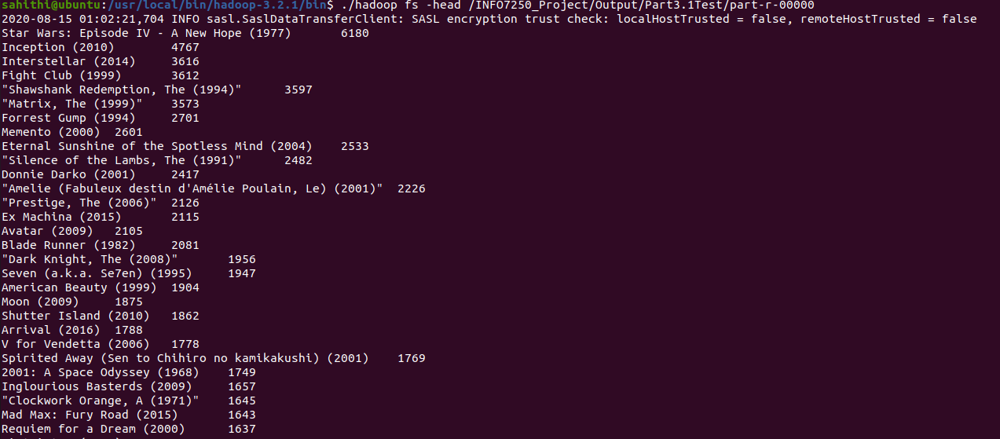 sahithi@ubuntu:/usr/local/bin/hadoop-3.2.1/bin$ ./hadoop fs -head /INFO7250_Project/Output/Part3.1Test/part-r-00000
2020-08-15 01:02:21,704 INFO sasl.SaslDataTransferClient: SASL encryption trust check: localHostTrusted = false, remoteHostTrusted = false
Star Wars: Episode IV - A New Hope (1977)	6180
Inception (2010)	4767
Interstellar (2014)	3616
Fight Club (1999)	3612
"Shawshank Redemption, The (1994)"	3597
"Matrix, The (1999)"	3573
Forrest Gump (1994)	2701
Memento (2000)	2601
Eternal Sunshine of the Spotless Mind (2004)	2533
"Silence of the Lambs, The (1991)"	2482
Donnie Darko (2001)	2417
"Amelie (Fabuleux destin d'Amélie Poulain, Le) (2001)"	2226
"Prestige, The (2006)"	2126
Ex Machina (2015)	2115
Avatar (2009)	2105
Blade Runner (1982)	2081
"Dark Knight, The (2008)"	1956
Seven (a.k.a. Se7en) (1995)	1947
American Beauty (1999)	1904
Moon (2009)	1875
Shutter Island (2010)	1862
Arrival (2016)	1788
V for Vendetta (2006)	1778
Spirited Away (Sen to Chihiro no kamikakushi) (2001)	1769
2001: A Space Odyssey (1968)	1749
Inglourious Basterds (2009)	1657
"Clockwork Orange, A (1971)"	1645
Mad Max: Fury Road (2015)	1643
Requiem for a Dream (2000)	1637